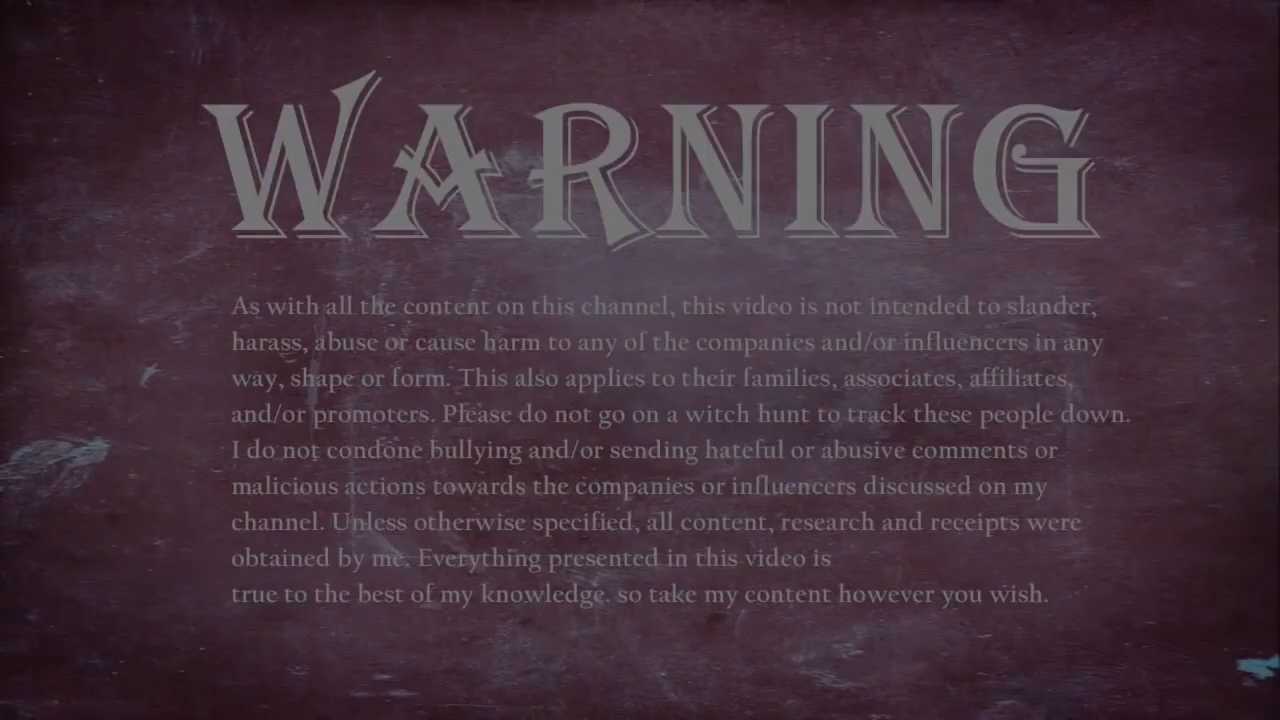 WARNING
As with all the content on this channel, this video is not intended to slander,
harass, abuse or cause harm to any of the companies and/or influencers in any
way, shape or form. This also applies to their families, associates, affiliates,
and/or promoters. Please do not go on a witch hunt to track these people down.
I do not condone bullying and/or sending hateful or abusive comments or
malicious actions towards the companies or influencers discussed on my
channel. Unless otherwise specified, all content, research and receipts were
obtained by me. Everything presented in this video is
true to the best of my knowledge. so take my content however you wish.